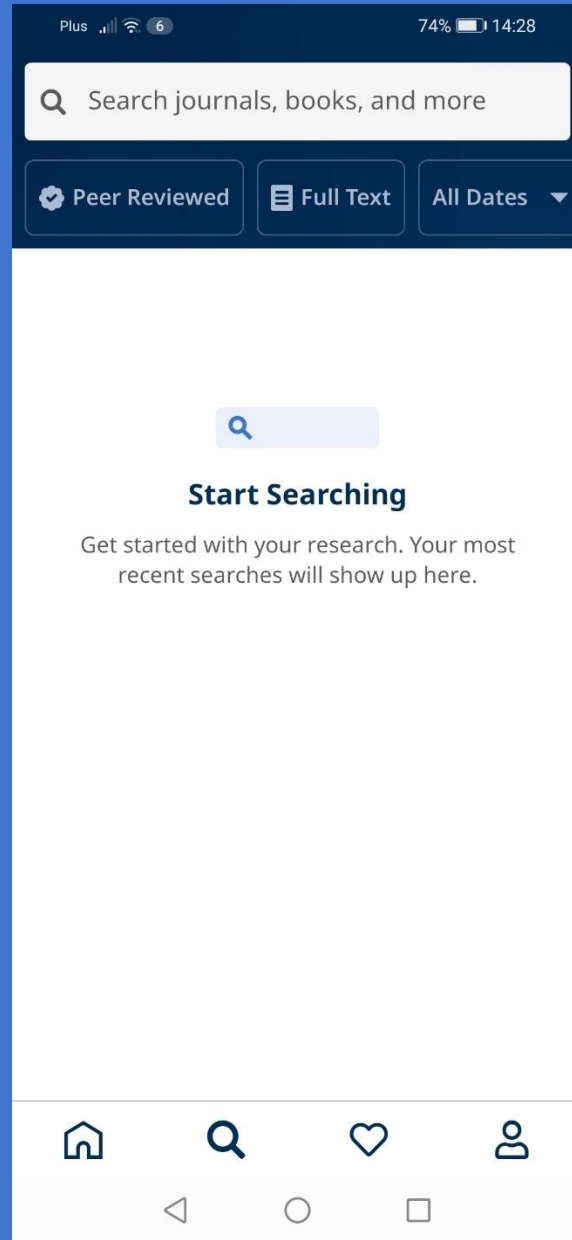 Plus 6 74% 14:28
Search journals, books, and more
Peer Reviewed Full Text All Dates
Start Searching
Get started with your research. Your most
recent searches will show up here.